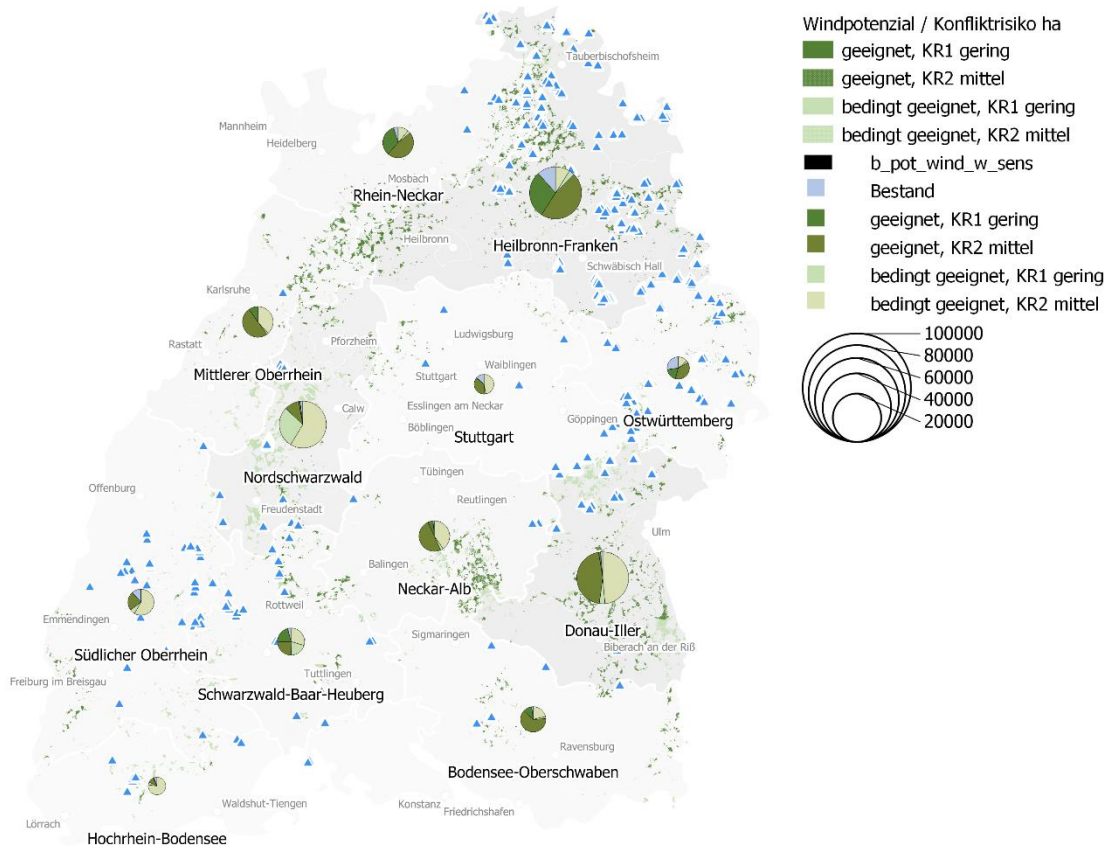 Windpotenzial / Konfliktrisiko ha
geeignet, KR1 gering
geeignet, KR2 mittel
bedingt geeignet, KR1 gering
bedingt geeignet, KR2 mittel
b_pot_wind_w_sens
Bestand
geeignet, KR1 gering
geeignet, KR2 mittel
bedingt geeignet, KR1 gering
bedingt geeignet, KR2 mittel
100000
80000
60000
40000
20000
Tauberbischofsheim
Mannheim
Heidelberg
Mosbach
Rhein-Neckar
Heilbronn
Heilbronn-Franken
Schwäbisch Hall
Karlsruhe
Rastatt
Pforzheim
Ludwigsburg
Waiblingen
Stuttgart
Mittlerer Oberrhein
Calw
Esslingen am Neckar
Göppingen
Ostwürttemberg
Böblingen
Stuttgart
Nordschwarzwald
Tübingen
Offenburg
Reutlingen
Freudenstadt
Ulm
Balingen
Neckar-Alb
Rottweil
Emmendingen
Donau-Iller
Sigmaringen
Biberach an der Riß
Südlicher Oberrhein
Freiburg im Breisgau
Tuttlingen
Schwarzwald-Baar-Heuberg
Ravensburg
Bodensee-Oberschwaben
Waldshut-Tiengen
Konstanz
Friedrichshafen
Lörrach
Hochrhein-Bodensee